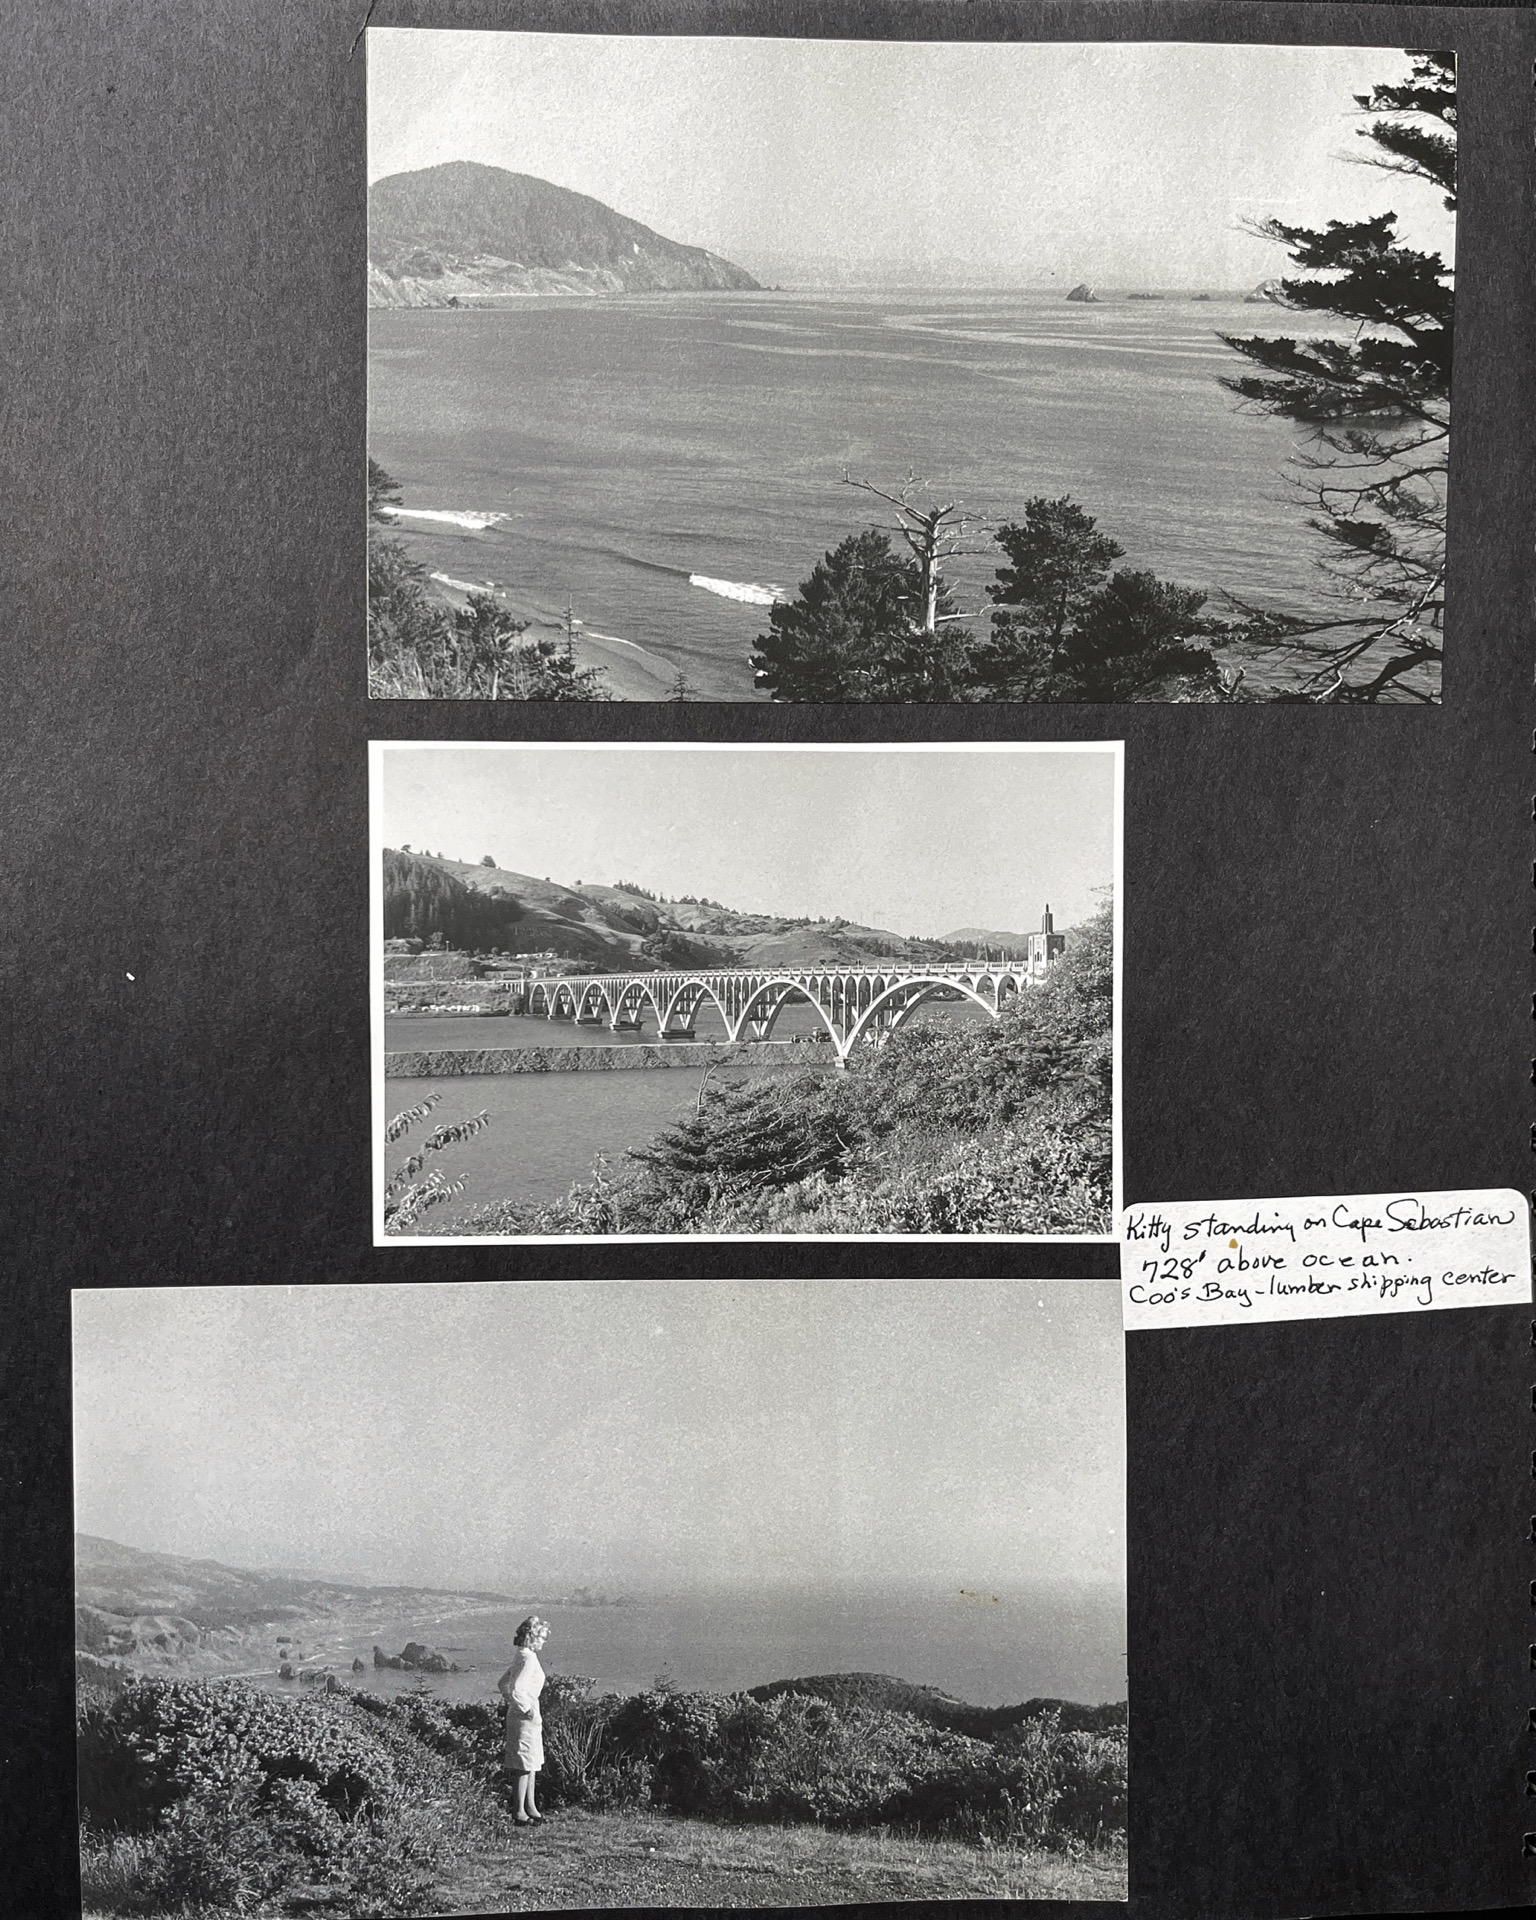 Kitty standing on Cape Sebastian
728' above ocean.
Coo's Bay - lumber shipping center